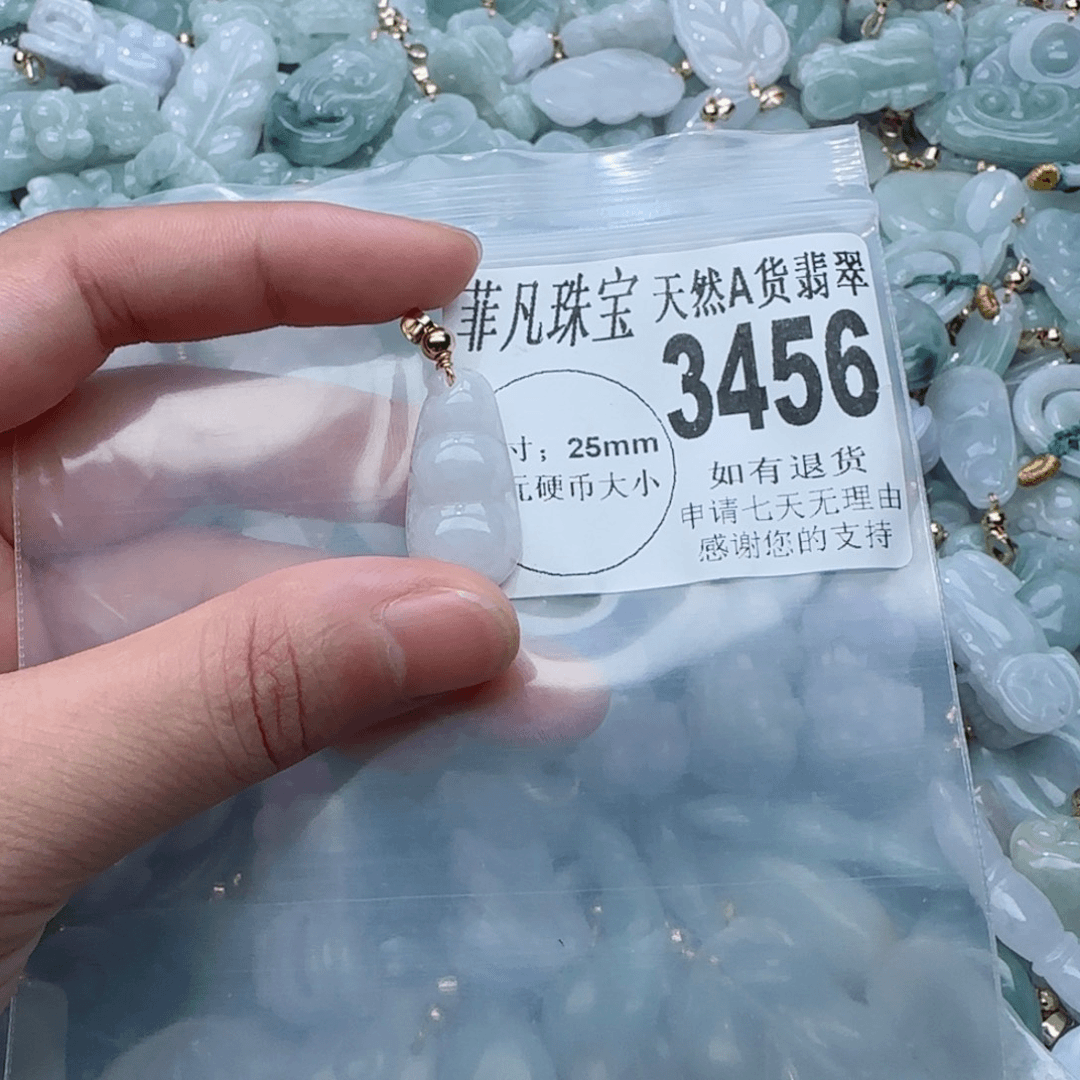 菲凡珠宝 天然A货翡翠
3456
寸；25mm
元硬币大小
如有退货
申请七天无理由
感谢您的支持